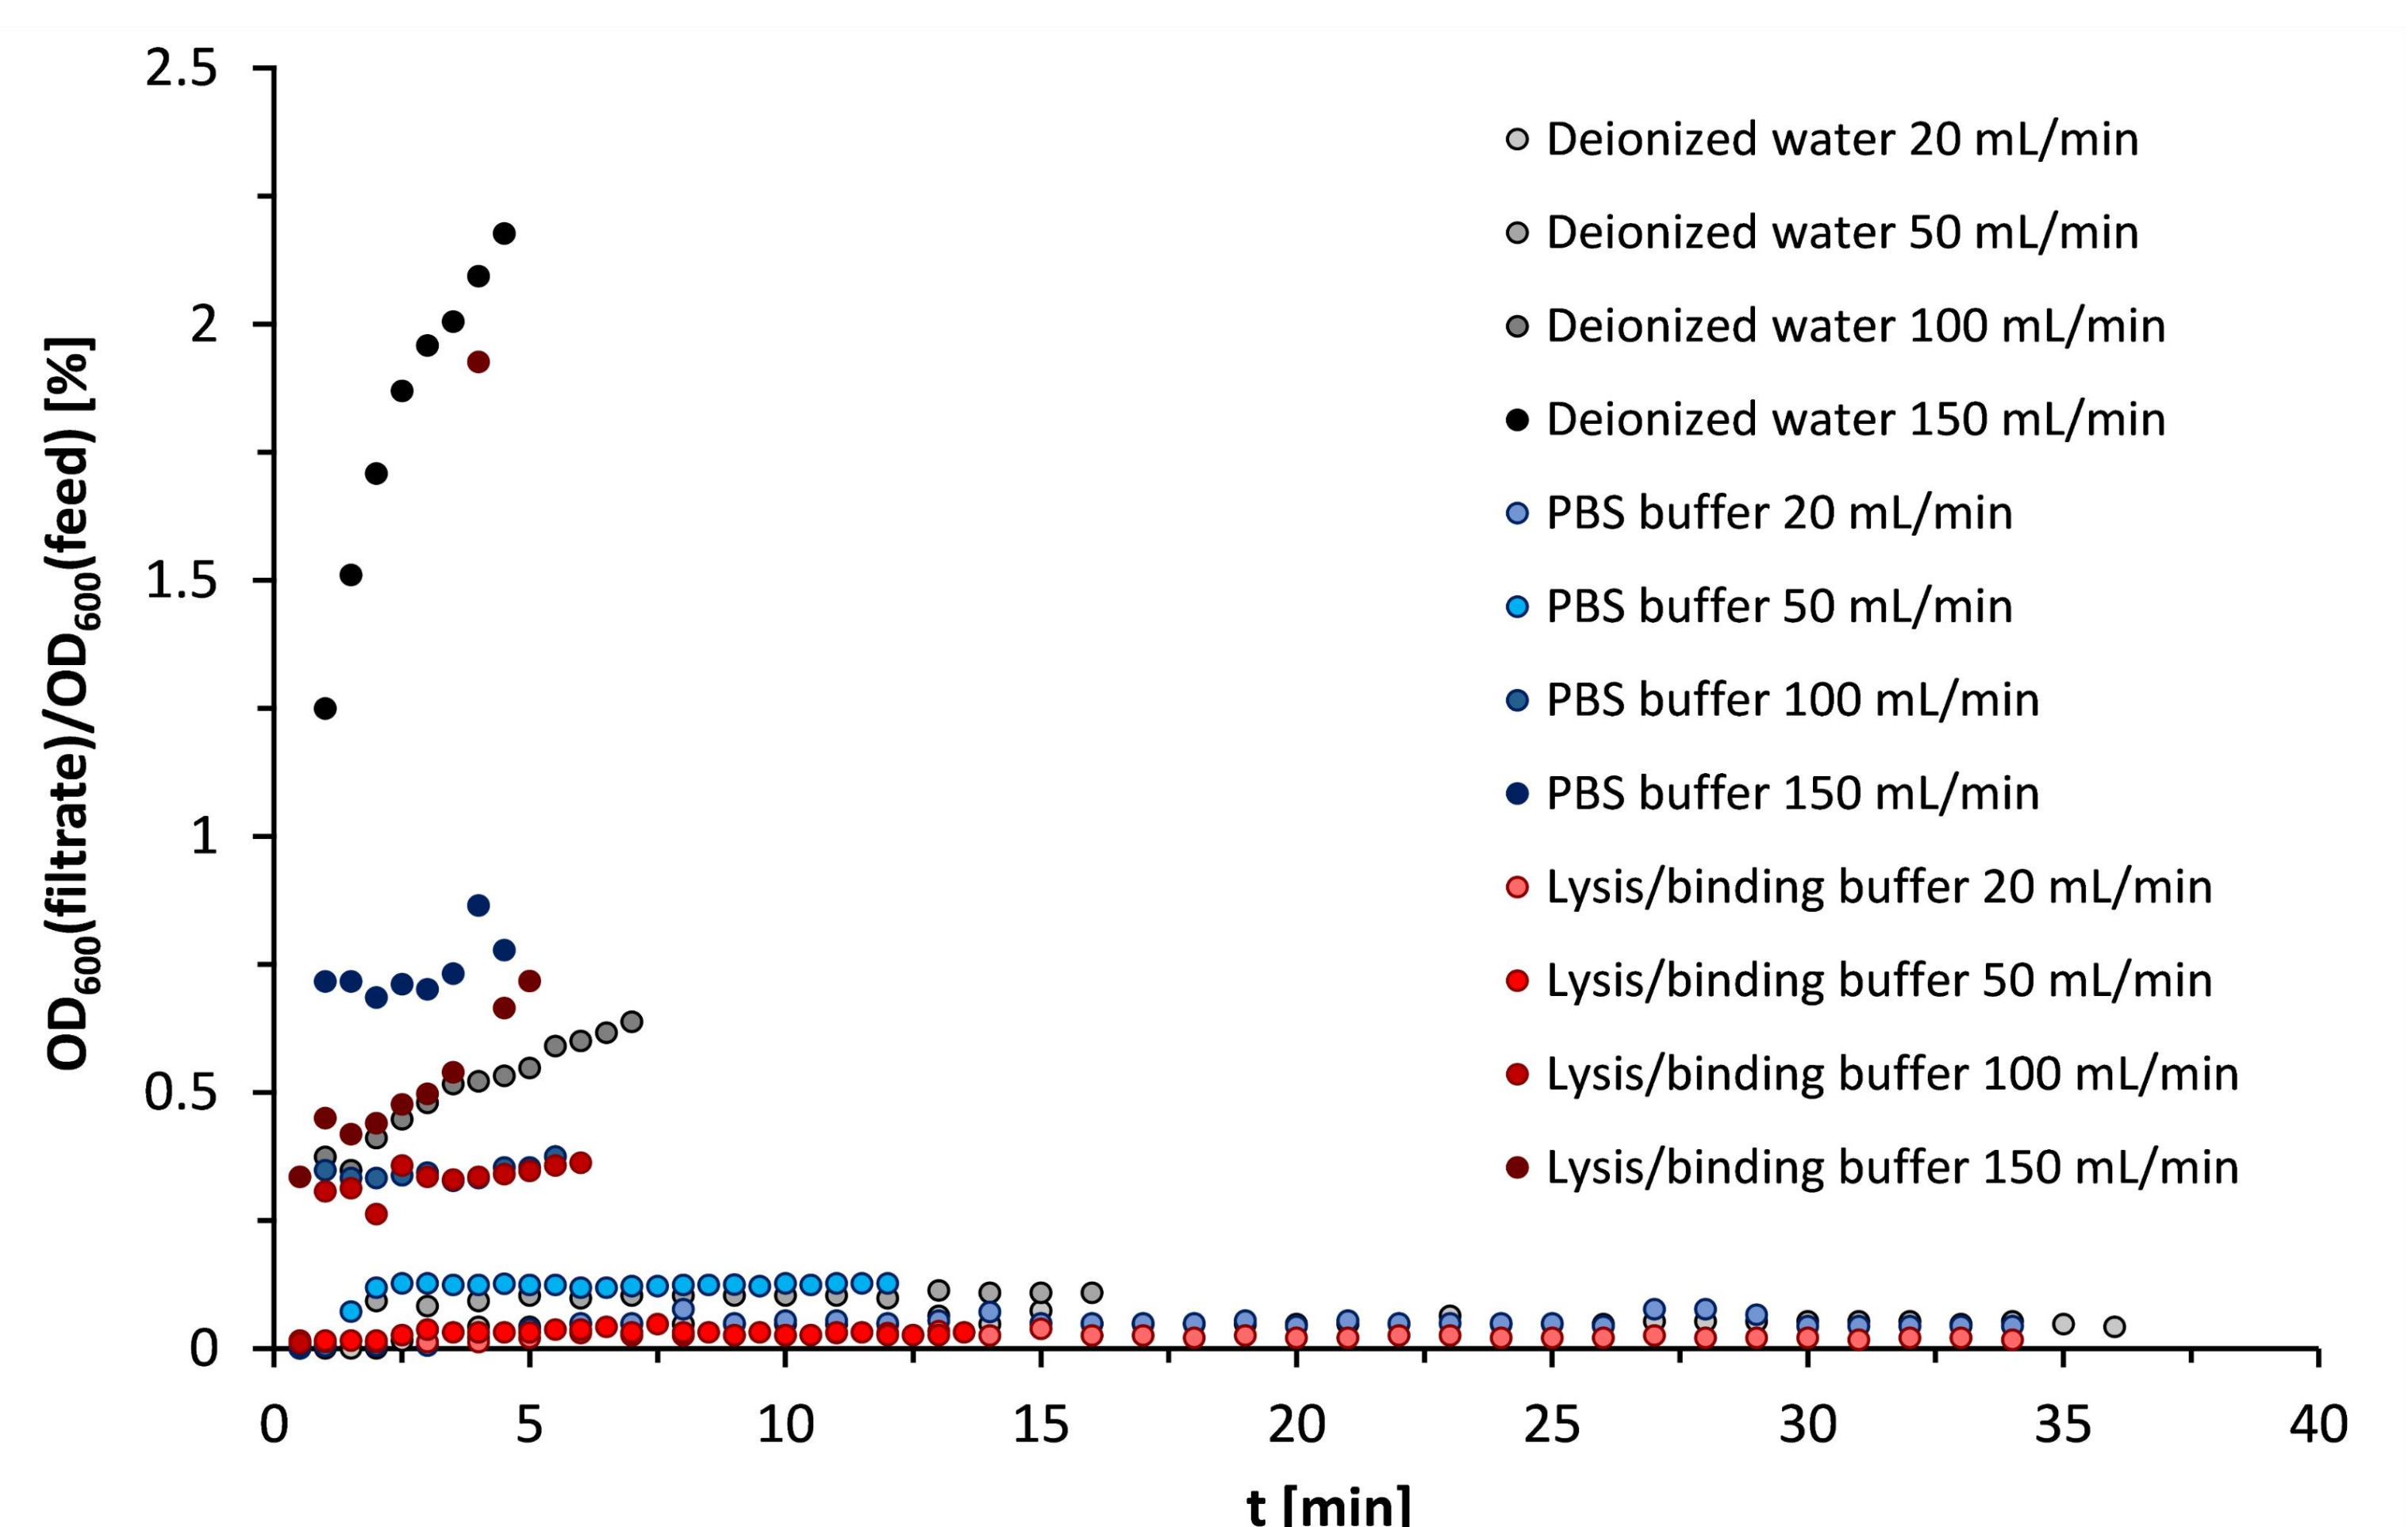 2.5
2
1.5
1
0.5
0
OD600(filtrate)/OD600(feed) [%]
Deionized water 20 mL/min
Deionized water 50 mL/min
Deionized water 100 mL/min
Deionized water 150 mL/min
PBS buffer 20 mL/min
PBS buffer 50 mL/min
PBS buffer 100 mL/min
PBS buffer 150 mL/min
Lysis/binding buffer 20 mL/min
Lysis/binding buffer 50 mL/min
Lysis/binding buffer 100 mL/min
Lysis/binding buffer 150 mL/min
0 5 10 15 20 25 30 35 40
t [min]